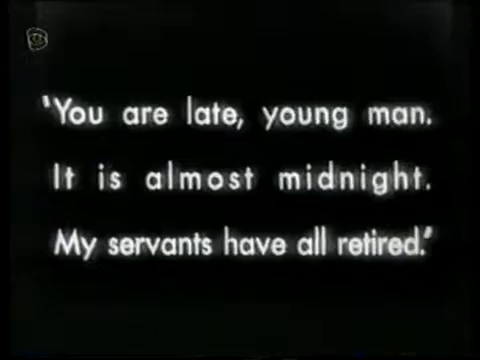 'You are late, young man.
It is almost midnight.
My servants have all retired.'